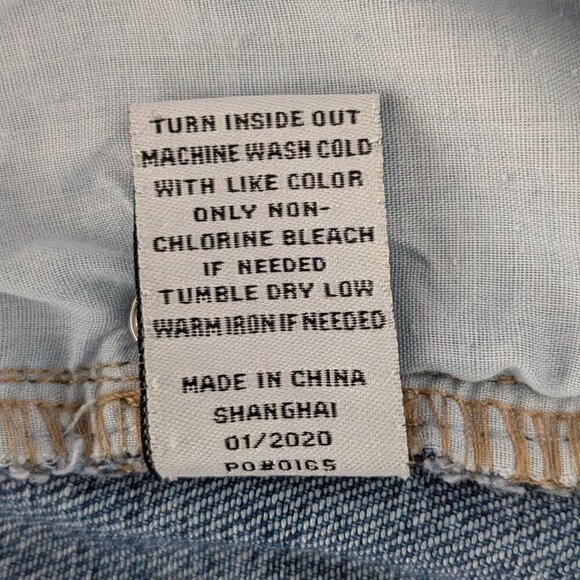 TURN INSIDE OUT
MACHINE WASH COLD
WITH LIKE COLOR
ONLY NON-
CHLORINE BLEACH
IF NEEDED
TUMBLE DRY LOW
WARM IRON IF NEEDED
MADE IN CHINA
SHANGHAI
01/2020
PO#0165